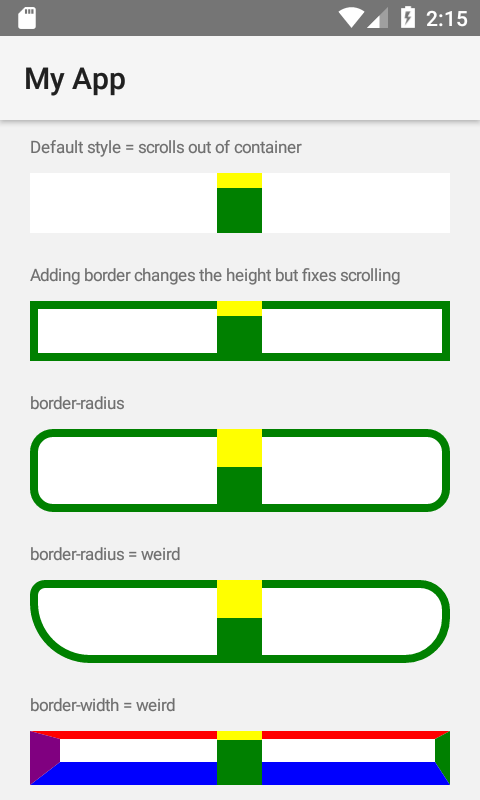 2:15
My App
Default style = scrolls out of container
Adding border changes the height but fixes scrolling
border-radius
border-radius = weird
border-width = weird